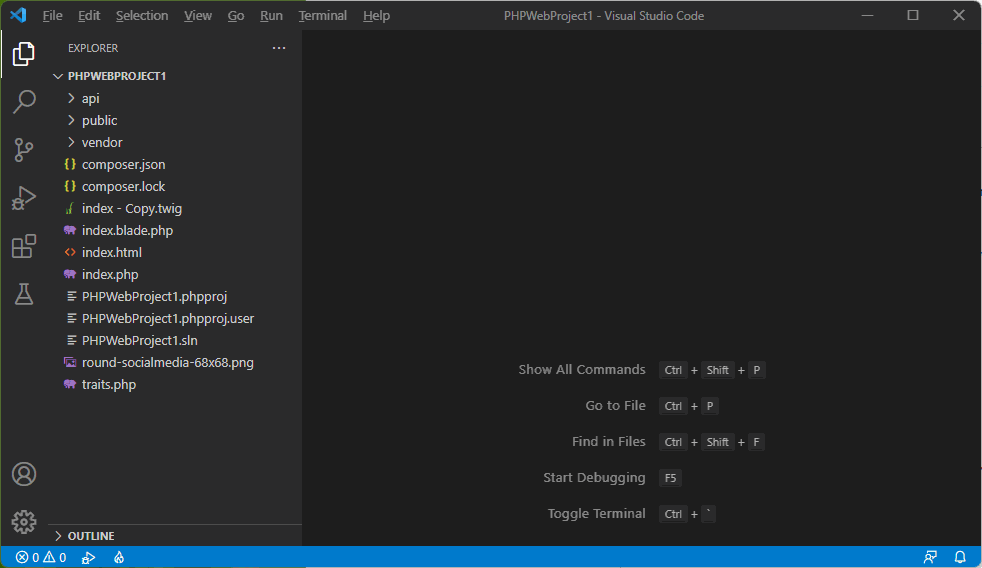 File Edit Selection View Go Run Terminal Help PHPWebProject1 - Visual Studio Code
EXPLORER
PHPWEBPROJECT1
api
public
vendor
{} composer.json
{} composer.lock
index - Copy.twig
index.blade.php
<> index.html
index.php
PHPWebProject1.phpproj
PHPWebProject1.phpproj.user
PHPWebProject1.sln
round-socialmedia-68x68.png
traits.php
Show All Commands Ctrl + Shift + P
Go to File Ctrl + P
Find in Files Ctrl + Shift + F
Start Debugging F5
Toggle Terminal Ctrl + `
OUTLINE
0 0